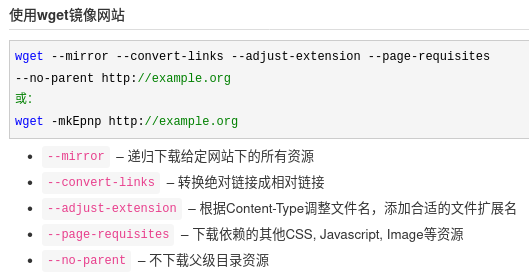 使用wget镜像网站
wget --mirror --convert-links --adjust-extension --page-requisites
--no-parent http://example.org
或：
wget -mkEpnp http://example.org
--mirror – 递归下载给定网站下的所有资源
--convert-links – 转换绝对链接成相对链接
--adjust-extension – 根据Content-Type调整文件名，添加合适的文件扩展名
--page-requisites – 下载依赖的其他CSS, Javascript, Image等资源
--no-parent – 不下载父级目录资源